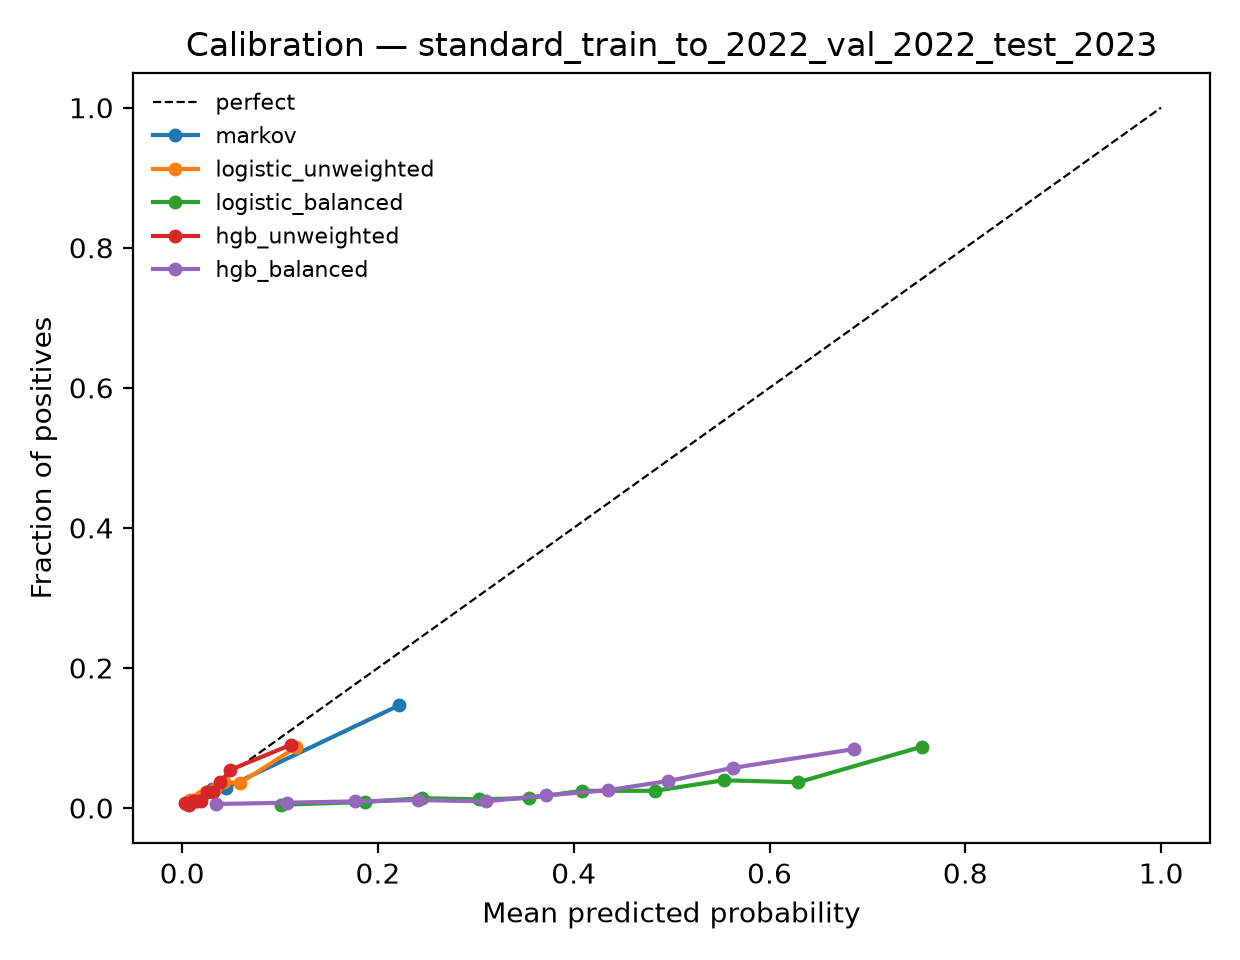 Calibration — standard_train_to_2022_val_2022_test_2023
perfect
markov
logistic_unweighted
logistic_balanced
hgb_unweighted
hgb_balanced
Fraction of positives
1.0
0.8
0.6
0.4
0.2
0.0
0.0 0.2 0.4 0.6 0.8 1.0
Mean predicted probability